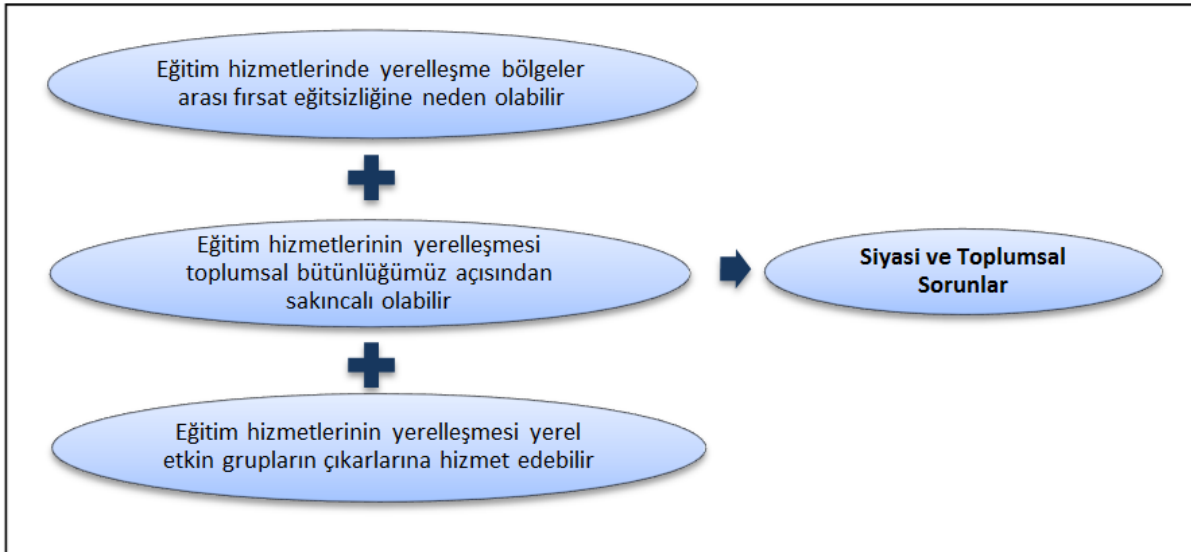 Eğitim hizmetlerinde yerelleşme bölgeler
arası fırsat eğitsizliğine neden olabilir
Eğitim hizmetlerinin yerelleşmesi
toplumsal bütünlüğümüz açısından
sakıncalı olabilir
Siyasi ve Toplumsal
Sorunlar
Eğitim hizmetlerinin yerelleşmesi yerel
etkin grupların çıkarlarına hizmet edebilir